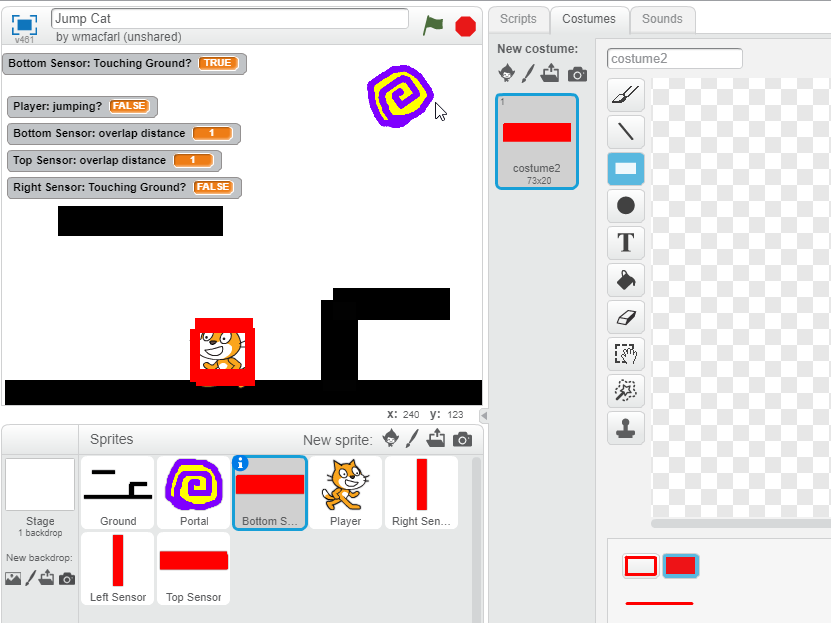 Jump Cat
v461
by wmacfarl (unshared)
Bottom Sensor: Touching Ground? TRUE
Player: jumping? FALSE
Bottom Sensor: overlap distance 1
Top Sensor: overlap distance 1
Right Sensor: Touching Ground? FALSE
x: 240 y: 123
Sprites
New sprite:
Stage
1 backdrop
New backdrop:
Ground
Portal
Bottom S...
Player
Right Sen...
Left Sensor
Top Sensor
Scripts
Costumes
Sounds
New costume:
1
costume2
73x20
costume2
T